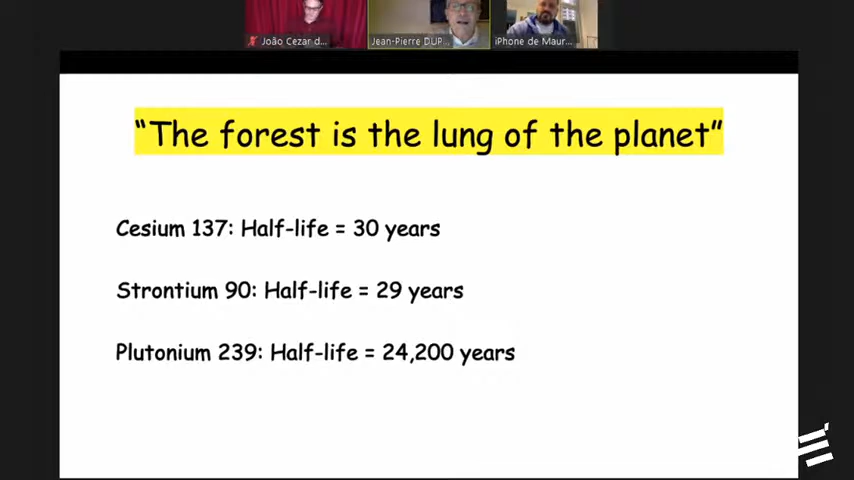 João Cezar d...
Jean-Pierre DUP...
iPhone de Maur...
“The forest is the lung of the planet”
Cesium 137: Half-life = 30 years
Strontium 90: Half-life = 29 years
Plutonium 239: Half-life = 24,200 years